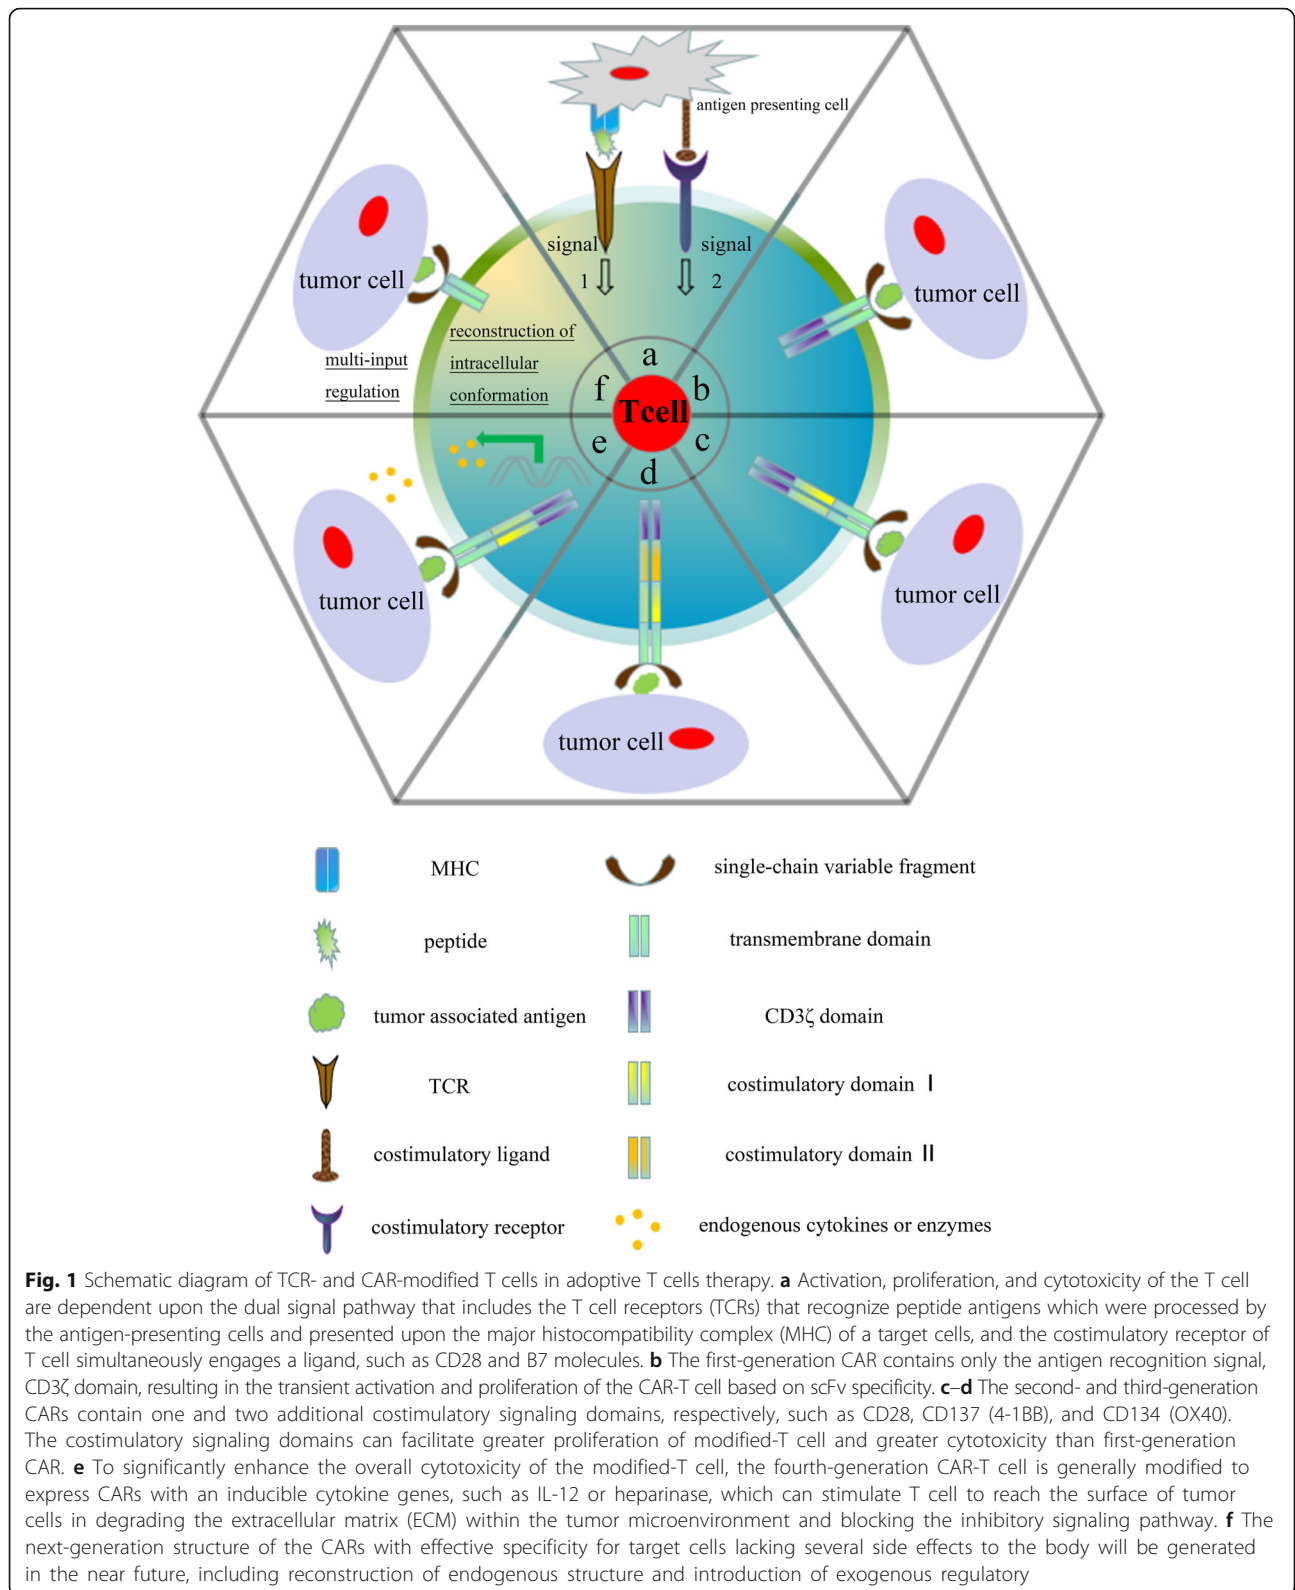 antigen presenting cell
signal
1
signal
2
tumor cell
tumor cell
reconstruction of
intracellular
conformation
multi-input
regulation
a
f
b
Tcell
e
c
d
tumor cell
tumor cell
tumor cell
MHC
single-chain variable fragment
peptide
transmembrane domain
tumor associated antigen
CD3ζ domain
TCR
costimulatory domain Ⅰ
costimulatory ligand
costimulatory domain Ⅱ
costimulatory receptor
endogenous cytokines or enzymes
Fig. 1 Schematic diagram of TCR- and CAR-modified T cells in adoptive T cells therapy. a Activation, proliferation, and cytotoxicity of the T cell
are dependent upon the dual signal pathway that includes the T cell receptors (TCRs) that recognize peptide antigens which were processed by
the antigen-presenting cells and presented upon the major histocompatibility complex (MHC) of a target cells, and the costimulatory receptor of
T cell simultaneously engages a ligand, such as CD28 and B7 molecules. b The first-generation CAR contains only the antigen recognition signal,
CD3ζ domain, resulting in the transient activation and proliferation of the CAR-T cell based on scFv specificity. c–d The second- and third-generation
CARs contain one and two additional costimulatory signaling domains, respectively, such as CD28, CD137 (4-1BB), and CD134 (OX40).
The costimulatory signaling domains can facilitate greater proliferation of modified-T cell and greater cytotoxicity than first-generation
CAR. e To significantly enhance the overall cytotoxicity of the modified-T cell, the fourth-generation CAR-T cell is generally modified to
express CARs with an inducible cytokine genes, such as IL-12 or heparinase, which can stimulate T cell to reach the surface of tumor
cells in degrading the extracellular matrix (ECM) within the tumor microenvironment and blocking the inhibitory signaling pathway. f The
next-generation structure of the CARs with effective specificity for target cells lacking several side effects to the body will be generated
in the near future, including reconstruction of endogenous structure and introduction of exogenous regulatory